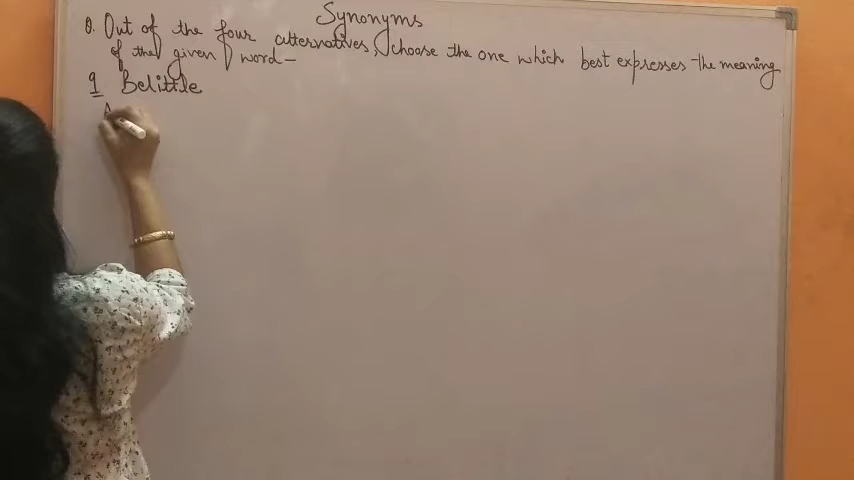 Synonyms
Q. Out of the four alternatives, choose the one which best expresses the meaning
of the given word-
1 Belittle
A